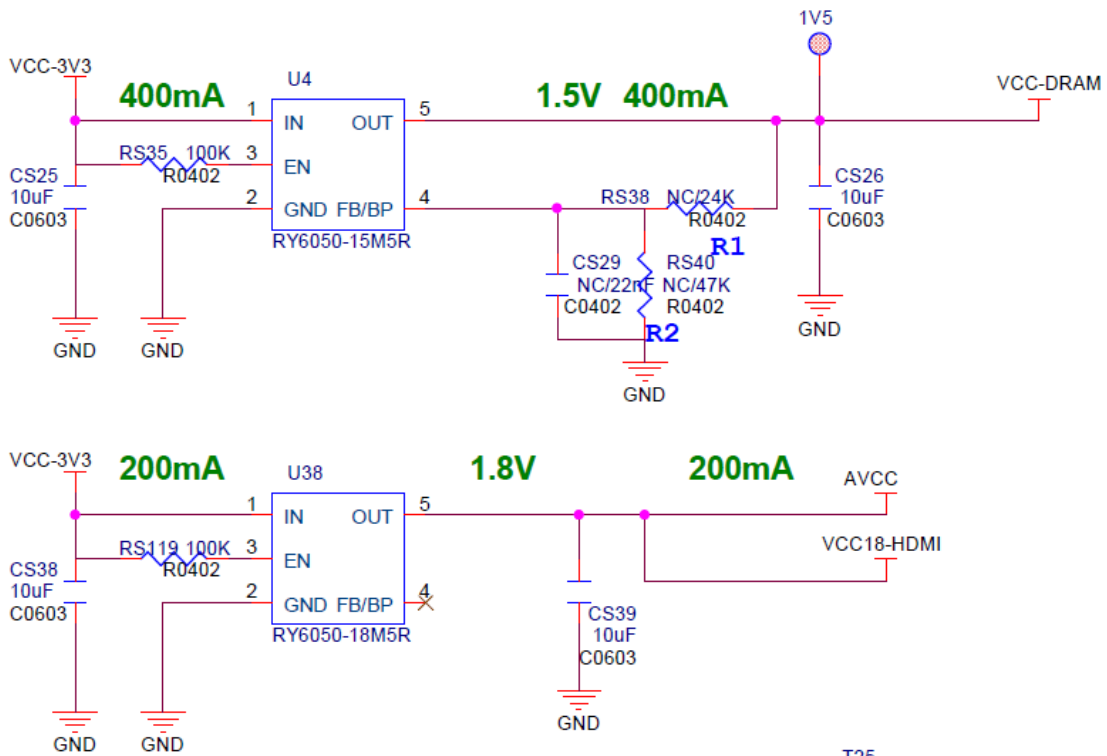 1V5
VCC-3V3
U4
400mA
1.5V 400mA
VCC-DRAM
1
5
IN OUT
RS35 100K
3
EN
R0402
CS25
10uF
C0603
2
4
GND FB/BP
RY6050-15M5R
RS38 NC/24K
R0402
R1
CS26
10uF
C0603
CS29
NC/22nF
C0402
RS40
NC/47K
R0402
R2
GND
GND
GND
GND
VCC-3V3
200mA
U38
1.8V
200mA
AVCC
1
5
IN OUT
VCC18-HDMI
RS119 100K
3
EN
R0402
CS38
10uF
C0603
2
4
GND FB/BP
RY6050-18M5R
CS39
10uF
C0603
GND
GND
GND